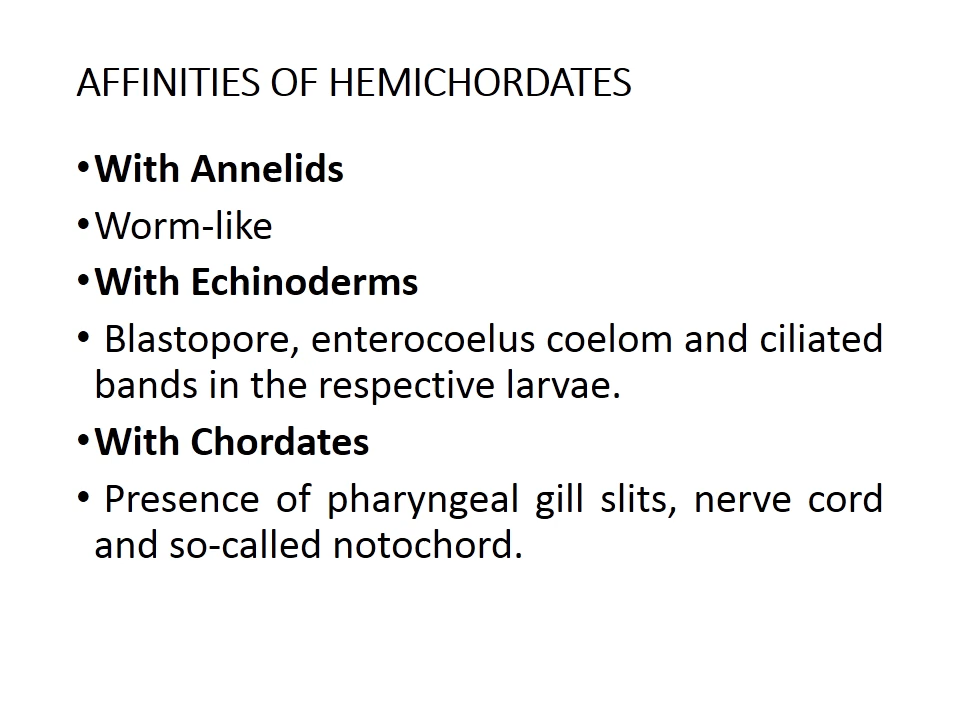 AFFINITIES OF HEMICHORDATES
•With Annelids
•Worm-like
•With Echinoderms
• Blastopore, enterocoelus coelom and ciliated
bands in the respective larvae.
•With Chordates
• Presence of pharyngeal gill slits, nerve cord
and so-called notochord.